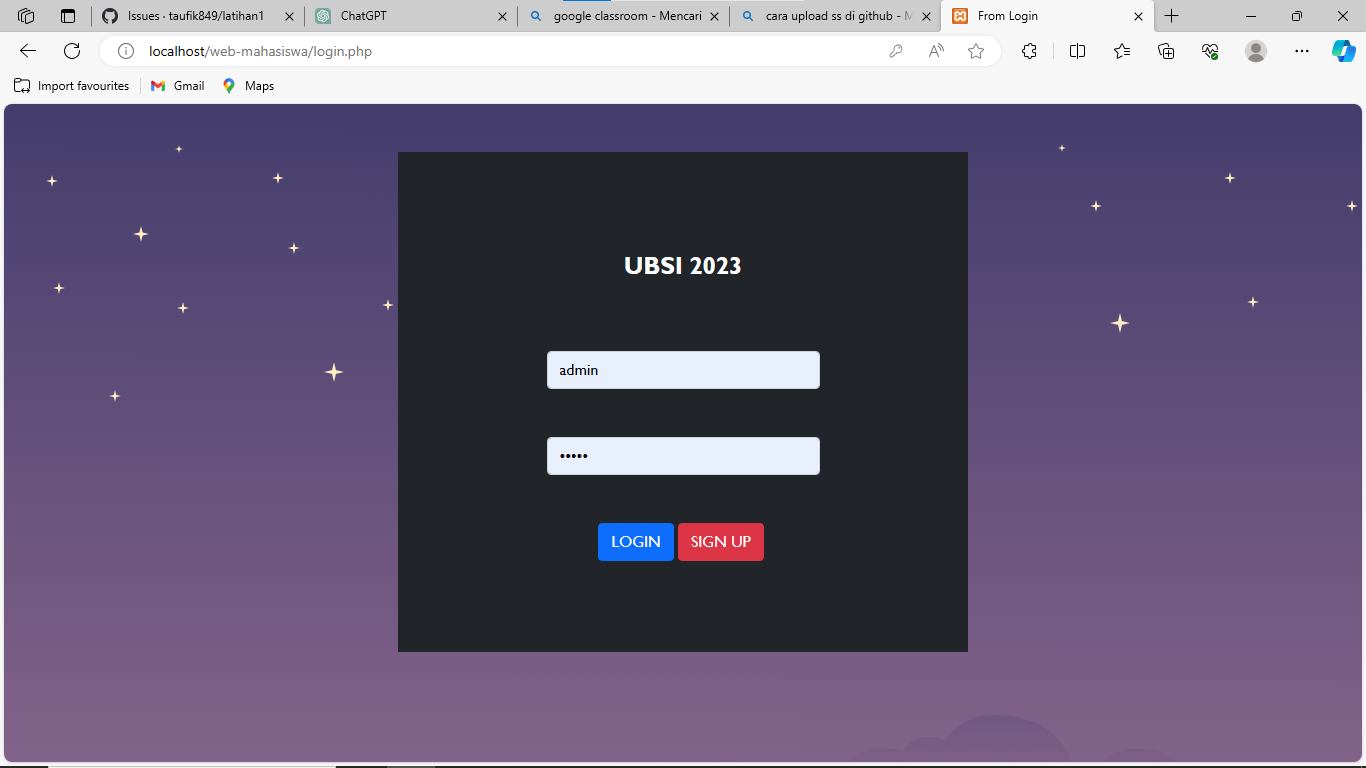 Issues · taufik849/latihan1
ChatGPT
google classroom - Mencari
cara upload ss di github - M
From Login
localhost/web-mahasiswa/login.php
Import favourites
Gmail
Maps
UBSI 2023
admin
•••••
LOGIN
SIGN UP